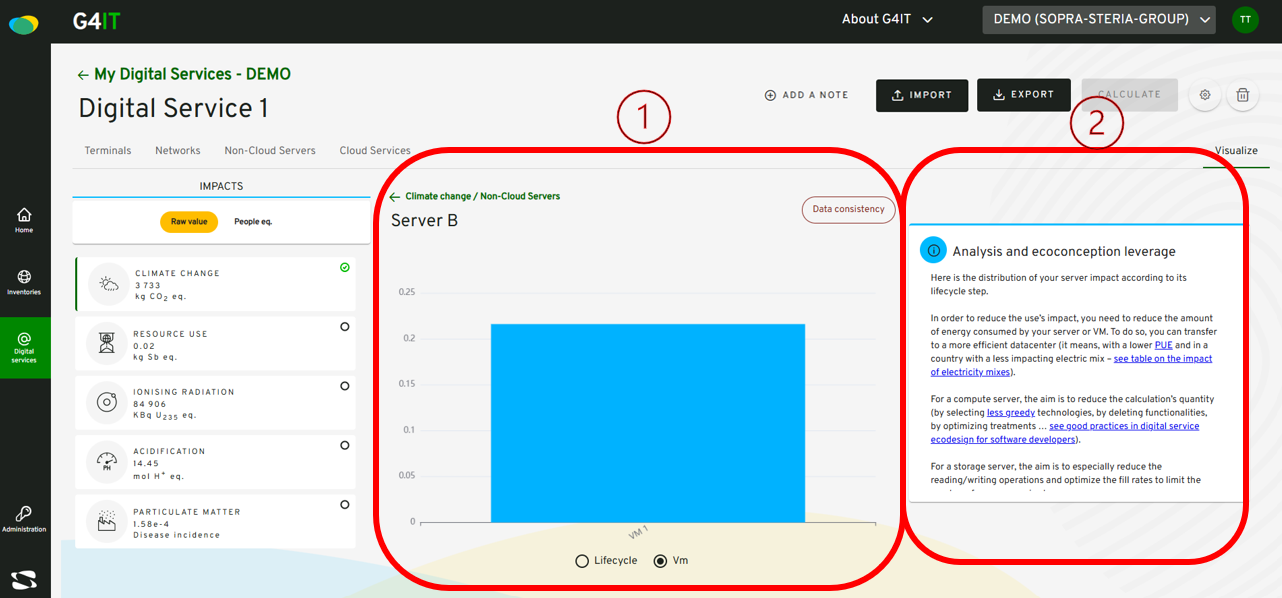 G4IT
About G4IT
DEMO (SOPRA-STERIA-GROUP)
TT
My Digital Services - DEMO
Digital Service 1
ADD A NOTE
IMPORT
EXPORT
CALCULATE
1
2
Terminals
Networks
Non-Cloud Servers
Cloud Services
Visualize
Home
Inventories
Digital
services
Administration
IMPACTS
Raw value
People eq.
CLIMATE CHANGE
3 733
kg CO2 eq.
RESOURCE USE
0.02
kg Sb eq.
IONISING RADIATION
84 906
KBq U235 eq.
ACIDIFICATION
14.45
mol H+ eq.
PH
PARTICULATE MATTER
1.58e-4
Disease incidence
Climate change / Non-Cloud Servers
Server B
Data consistency
0.25
0.2
0.15
0.1
0.05
0
VM 1
Lifecycle
Vm
Analysis and ecoconception leverage
Here is the distribution of your server impact according to its
lifecycle step.
In order to reduce the use's impact, you need to reduce the amount
of energy consumed by your server or VM. To do so, you can transfer
to a more efficient datacenter (it means, with a lower PUE and in a
country with a less impacting electric mix – see table on the impact
of electricity mixes).
For a compute server, the aim is to reduce the calculation's quantity
(by selecting less greedy technologies, by deleting functionalities,
by optimizing treatments ... see good practices in digital service
ecodesign for software developers).
For a storage server, the aim is to especially reduce the
reading/writing operations and optimize the fill rates to limit the